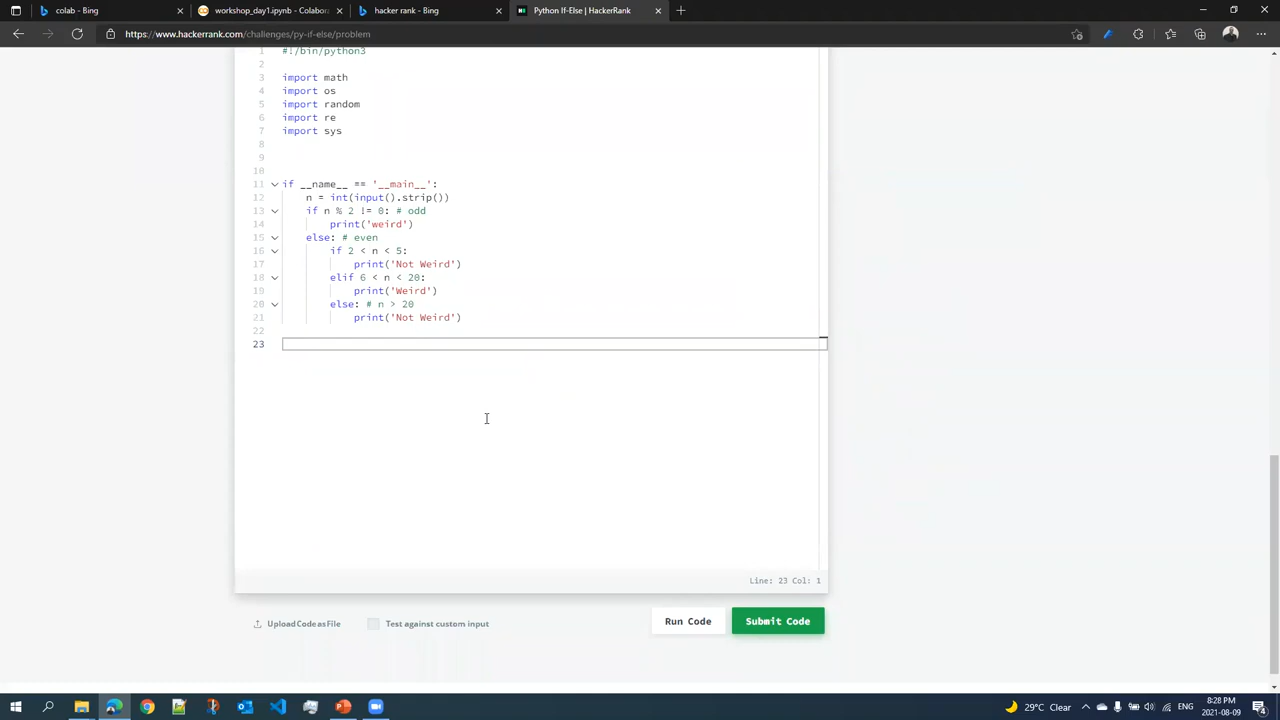 colab - Bing
workshop_day1.ipynb - Colabora
hacker rank - Bing
Python If-Else | HackerRank
https://www.hackerrank.com/challenges/py-if-else/problem
1 #!/bin/python3
2
3 import math
4 import os
5 import random
6 import re
7 import sys
8
9
10
11 if __name__ == '__main__':
12 n = int(input().strip())
13 if n % 2 != 0: # odd
14 print('weird')
15 else: # even
16 if 2 < n < 5:
17 print('Not Weird')
18 elif 6 < n < 20:
19 print('Weird')
20 else: # n > 20
21 print('Not Weird')
22
23
Line: 23 Col: 1
Upload Code as File
Test against custom input
Run Code
Submit Code
29°C Clear
ENG
8:28 PM
2021-08-09